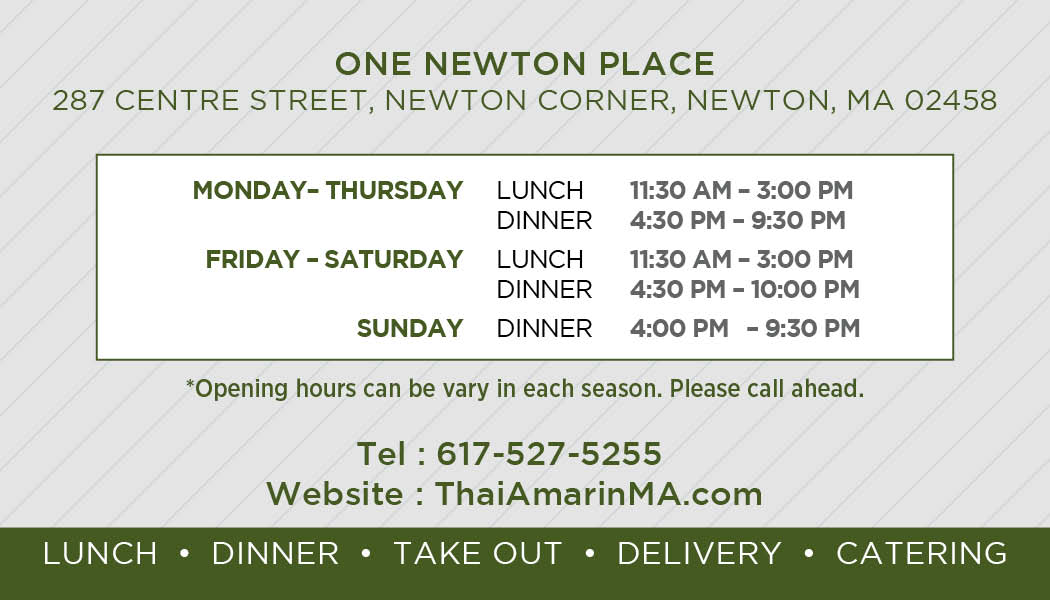 ONE NEWTON PLACE
287 CENTRE STREET, NEWTON CORNER, NEWTON, MA 02458
MONDAY– THURSDAY LUNCH 11:30 AM – 3:00 PM
DINNER 4:30 PM – 9:30 PM
FRIDAY – SATURDAY LUNCH 11:30 AM – 3:00 PM
DINNER 4:30 PM – 10:00 PM
SUNDAY DINNER 4:00 PM – 9:30 PM
*Opening hours can be vary in each season. Please call ahead.
Tel : 617-527-5255
Website : ThaiAmarinMA.com
LUNCH • DINNER • TAKE OUT • DELIVERY • CATERING